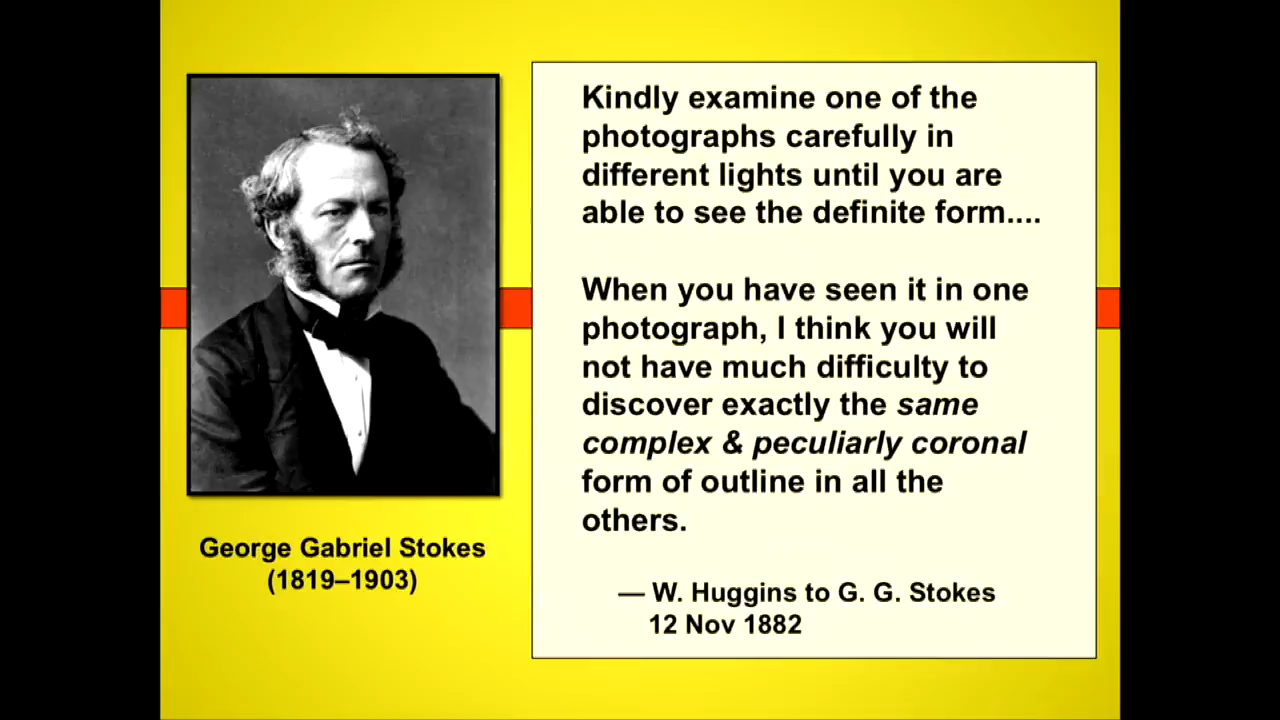 Kindly examine one of the
photographs carefully in
different lights until you are
able to see the definite form....
When you have seen it in one
photograph, I think you will
not have much difficulty to
discover exactly the same
complex & peculiarly coronal
form of outline in all the
others.
— W. Huggins to G. G. Stokes
12 Nov 1882
George Gabriel Stokes
(1819–1903)